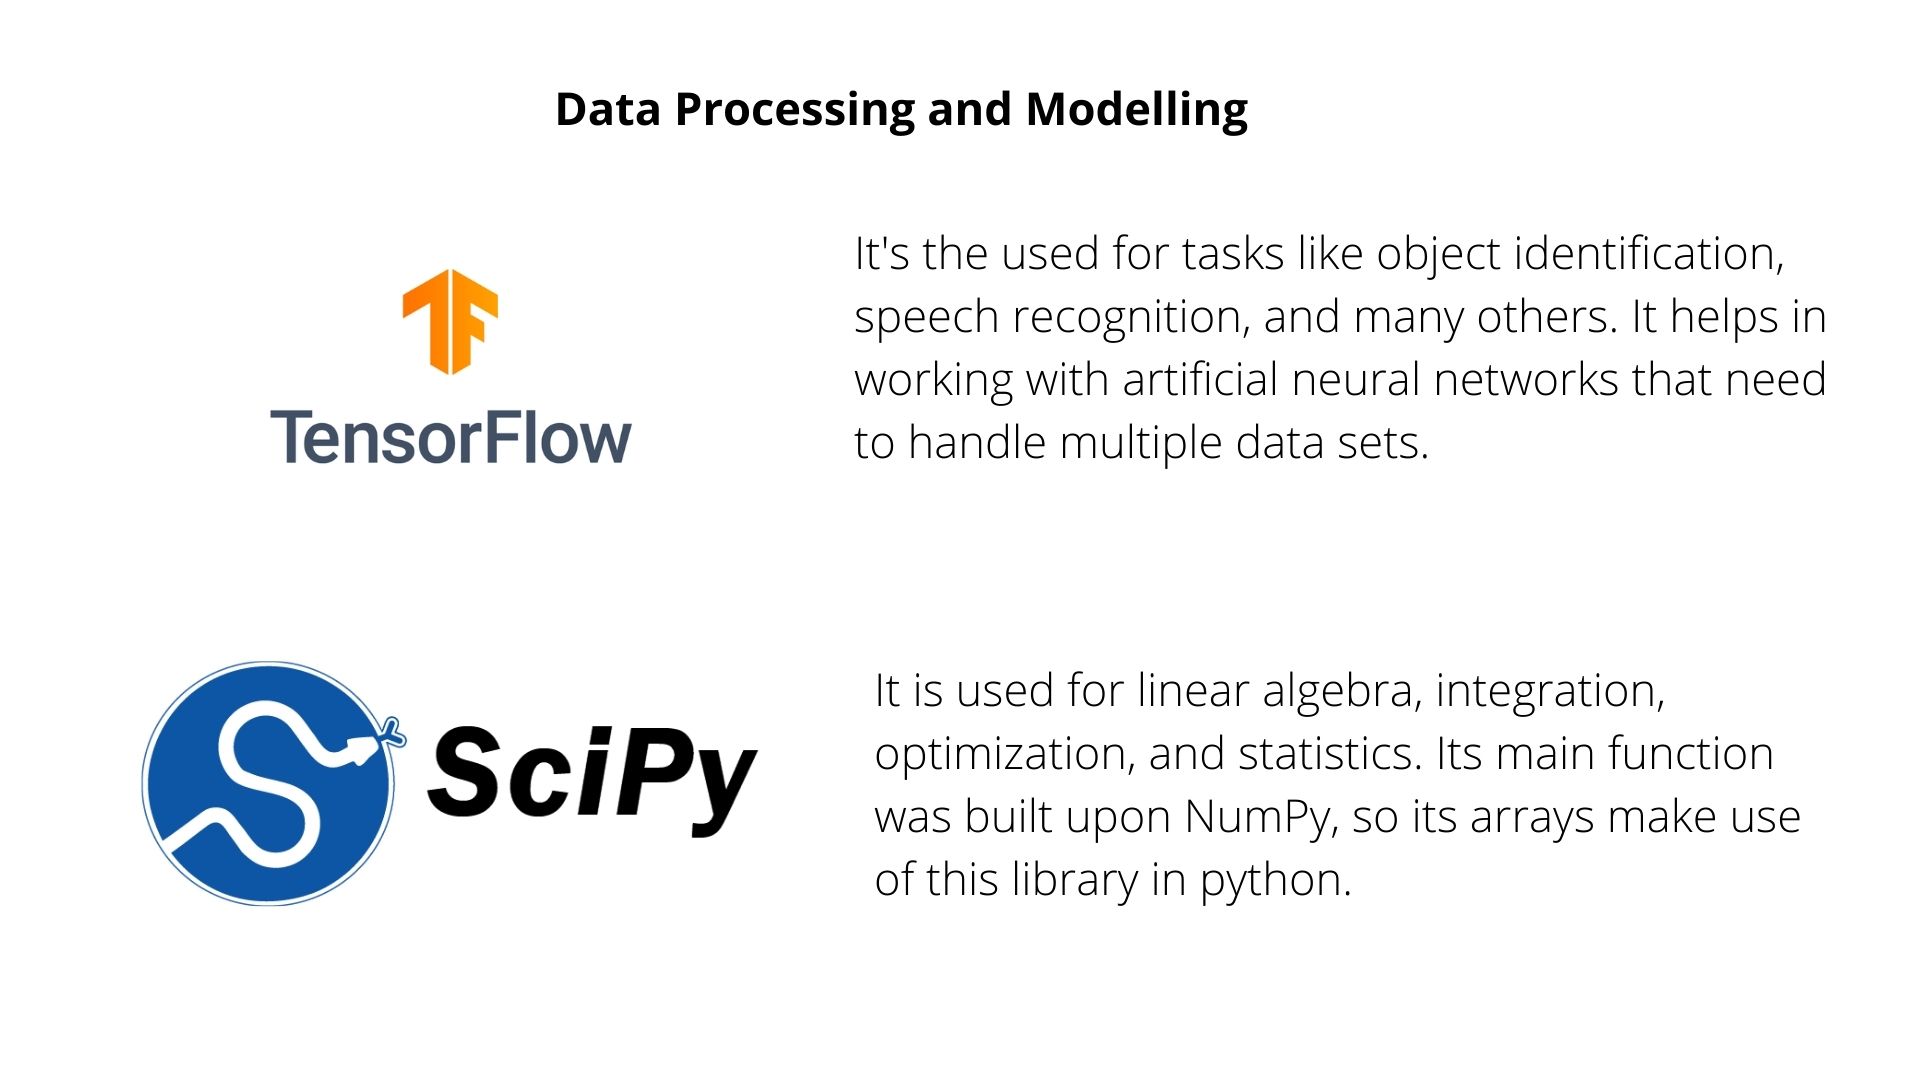 Data Processing and Modelling
TensorFlow
It's the used for tasks like object identification,
speech recognition, and many others. It helps in
working with artificial neural networks that need
to handle multiple data sets.
SciPy
It is used for linear algebra, integration,
optimization, and statistics. Its main function
was built upon NumPy, so its arrays make use
of this library in python.